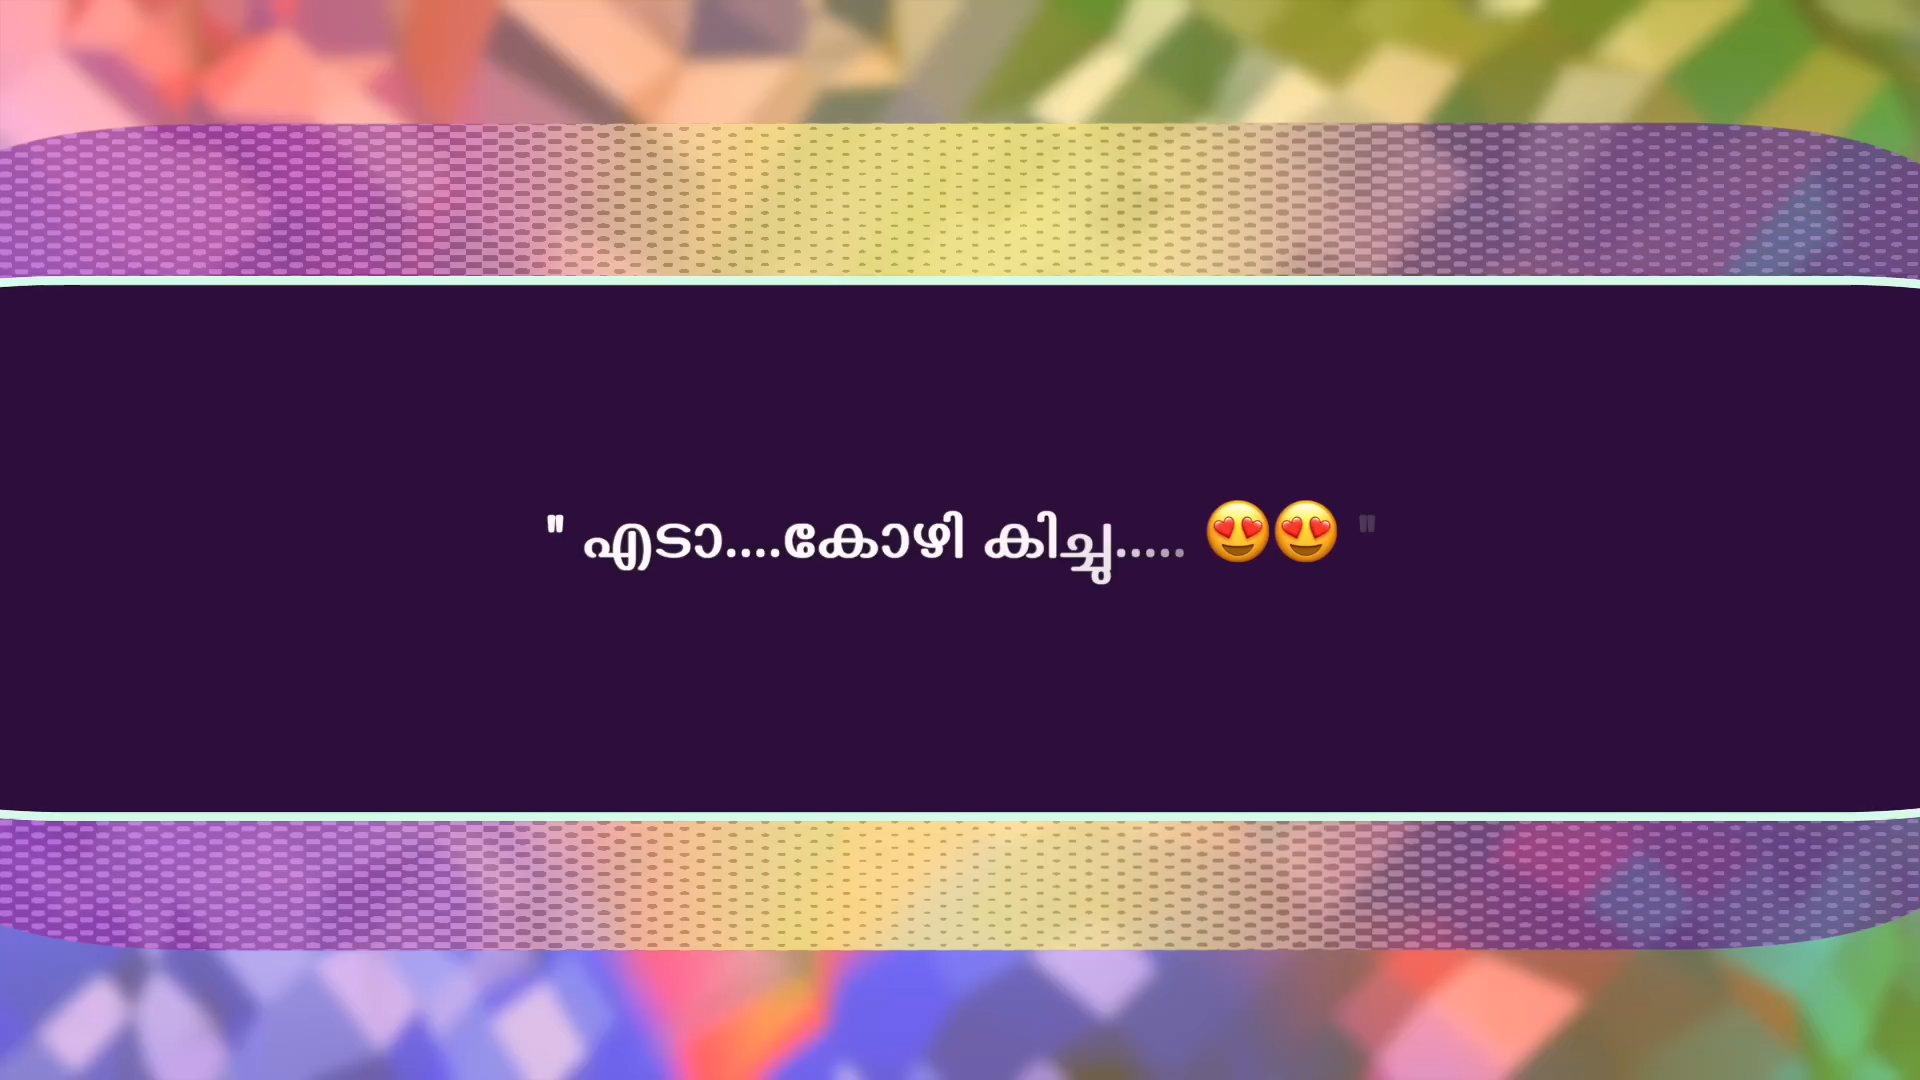 " എടാ....കോഴി കിച്ചു..... 😍😍 "